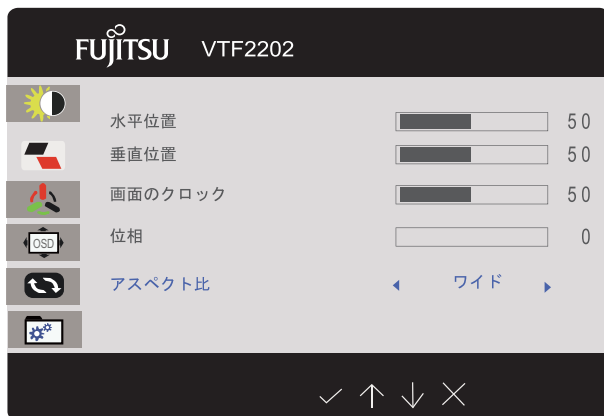 FUJITSU VTF2202
水平位置 50
垂直位置 50
画面のクロック 50
位相 0
OSD
アスペクト比 ワイド